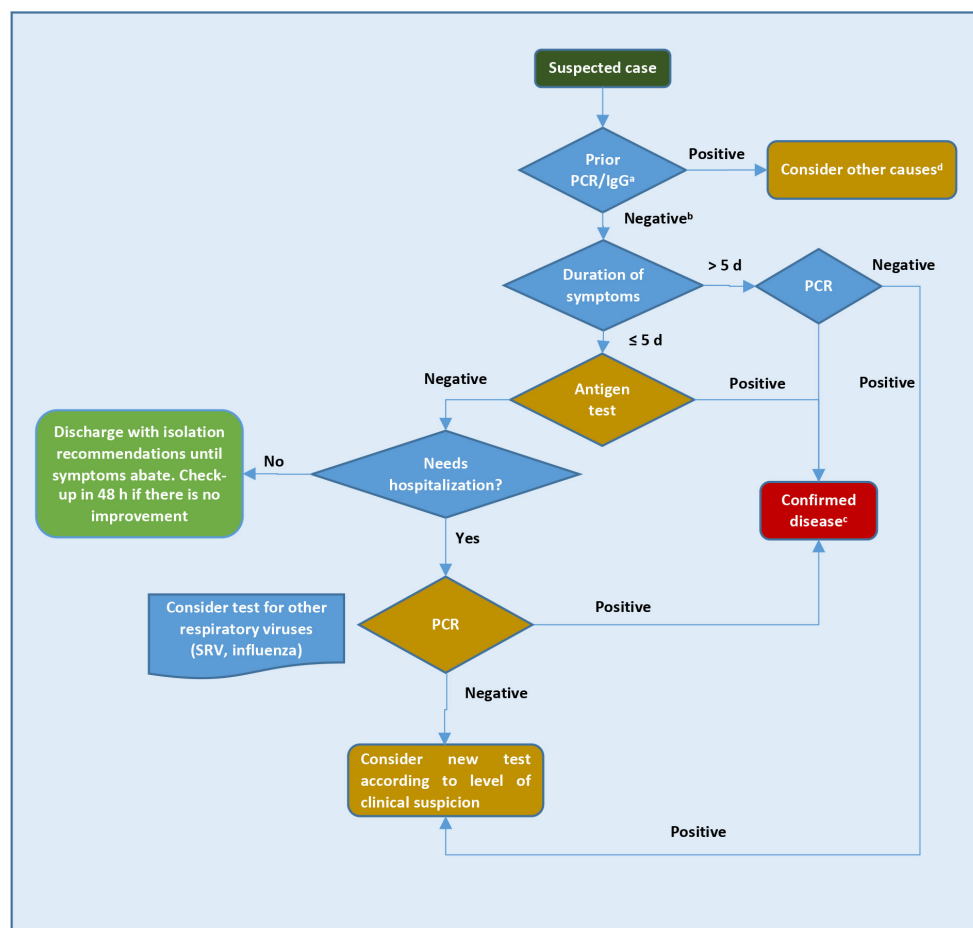 Suspected case
Prior
PCR/IgGᵃ
Positive
Consider other causesᵈ
Negativeᵇ
Duration of
symptoms
> 5 d
PCR
Negative
≤ 5 d
Antigen
test
Negative
Positive
Positive
Discharge with isolation
recommendations until
symptoms abate. Check-
up in 48 h if there is no
improvement
No
Needs
hospitalization?
Confirmed
diseaseᶜ
Yes
Consider test for other
respiratory viruses
(SRV, influenza)
PCR
Positive
Negative
Consider new test
according to level of
clinical suspicion
Positive